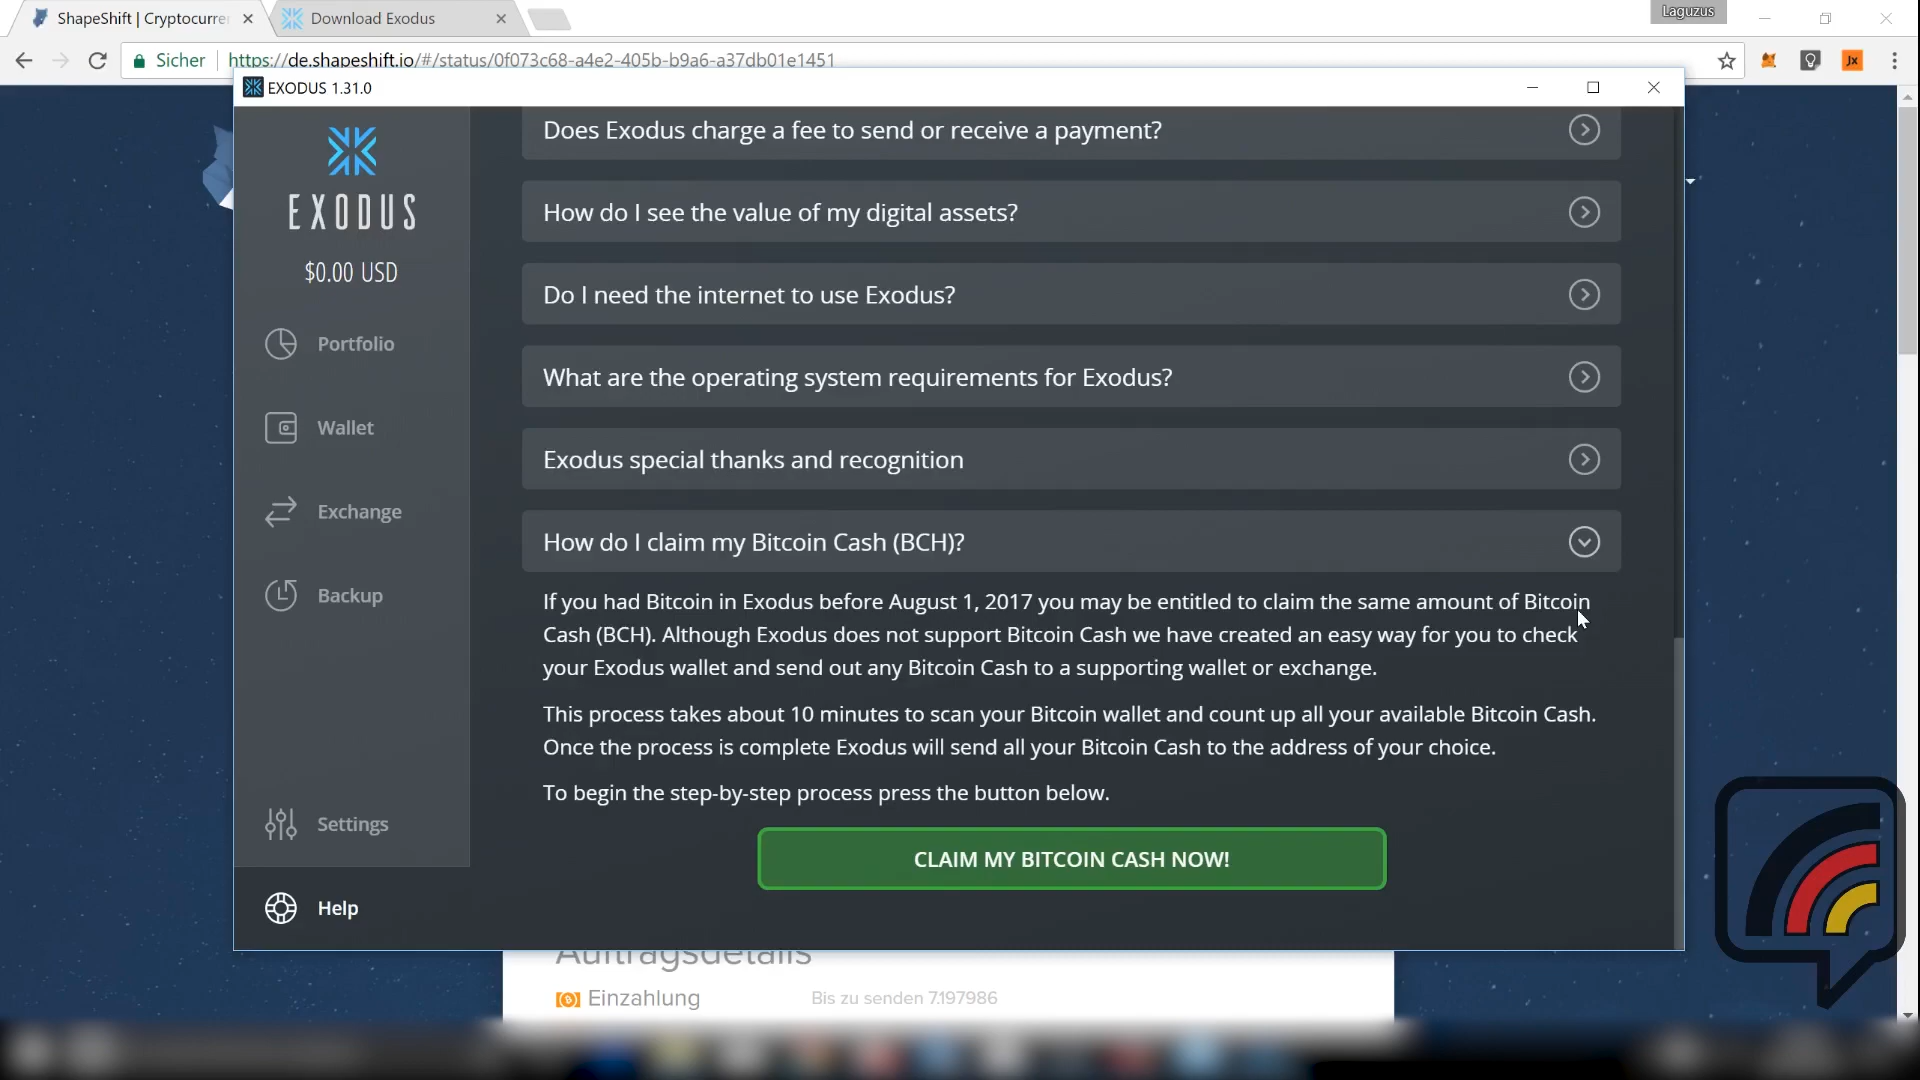 ShapeShift | Cryptocurre
Download Exodus
Laguzus
Sicher
https://de.shapeshift.io/#/status/0f073c68-a4e2-405b-b9a6-a37db01e1451
JX
EXODUS 1.31.0
EXODUS
$0.00 USD
Portfolio
Wallet
Exchange
Backup
Settings
Help
Does Exodus charge a fee to send or receive a payment?
How do I see the value of my digital assets?
Do I need the internet to use Exodus?
What are the operating system requirements for Exodus?
Exodus special thanks and recognition
How do I claim my Bitcoin Cash (BCH)?
If you had Bitcoin in Exodus before August 1, 2017 you may be entitled to claim the same amount of Bitcoin
Cash (BCH). Although Exodus does not support Bitcoin Cash we have created an easy way for you to check
your Exodus wallet and send out any Bitcoin Cash to a supporting wallet or exchange.
This process takes about 10 minutes to scan your Bitcoin wallet and count up all your available Bitcoin Cash.
Once the process is complete Exodus will send all your Bitcoin Cash to the address of your choice.
To begin the step-by-step process press the button below.
CLAIM MY BITCOIN CASH NOW!
Auftragsdetails
Einzahlung
Bis zu senden 7.197986